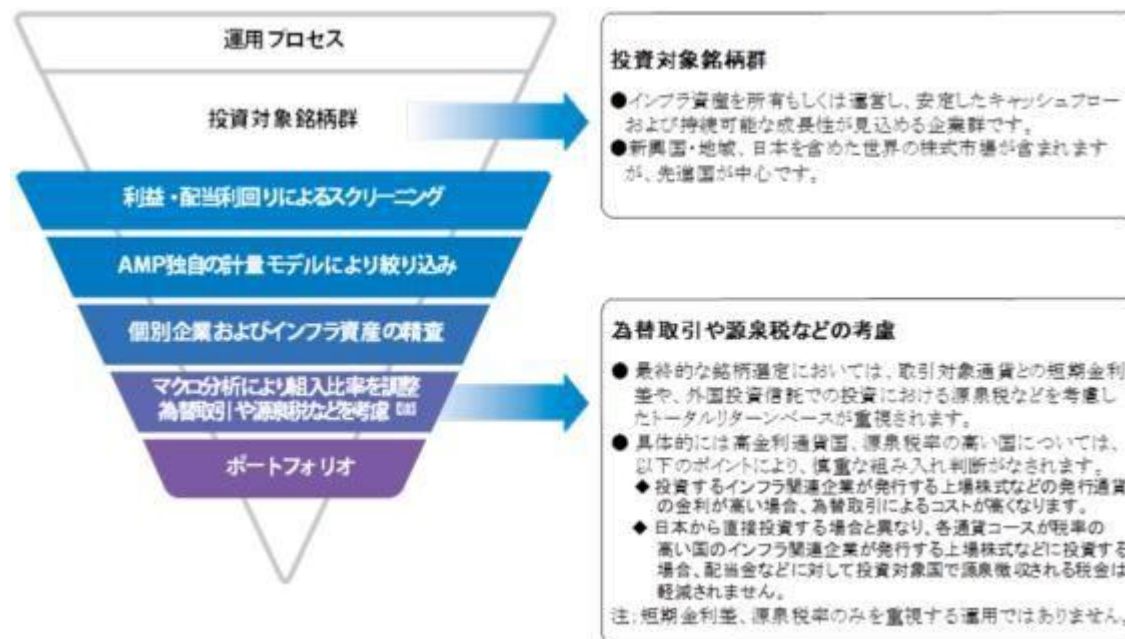 運用プロセス
投資対象銘柄群
利益・配当利回りによるスクリーニング
AMP独自の計量モデルにより絞り込み
個別企業およびインフラ資産の精査
マクロ分析により組入比率を調整
為替取引や源泉税などを考慮【注】
ポートフォリオ
投資対象銘柄群
●インフラ資産を所有もしくは運営し、安定したキャッシュフロー
および持続可能な成長性が見込める企業群です。
●新興国・地域、日本を含めた世界の株式市場が含まれます
が、先進国が中心です。
為替取引や源泉税などの考慮
● 最終的な銘柄選定においては、取引対象通貨との短期金利
差や、外国投資信託での投資における源泉税などを考慮し
たトータルリターンベースが重視されます。
● 具体的には高金利通貨国、源泉税率の高い国については、
以下のポイントにより、慎重な組み入れ判断がなされます。
◆ 投資するインフラ関連企業が発行する上場株式などの発行通貨
の金利が高い場合、為替取引によるコストが高くなります。
◆ 日本から直接投資する場合と異なり、各通貨コースが税率の
高い国のインフラ関連企業が発行する上場株式などに投資する
場合、配当金などに対して投資対象国で源泉徴収される税金は
軽減されません。
注：短期金利差、源泉税率のみを重視する運用ではありません。